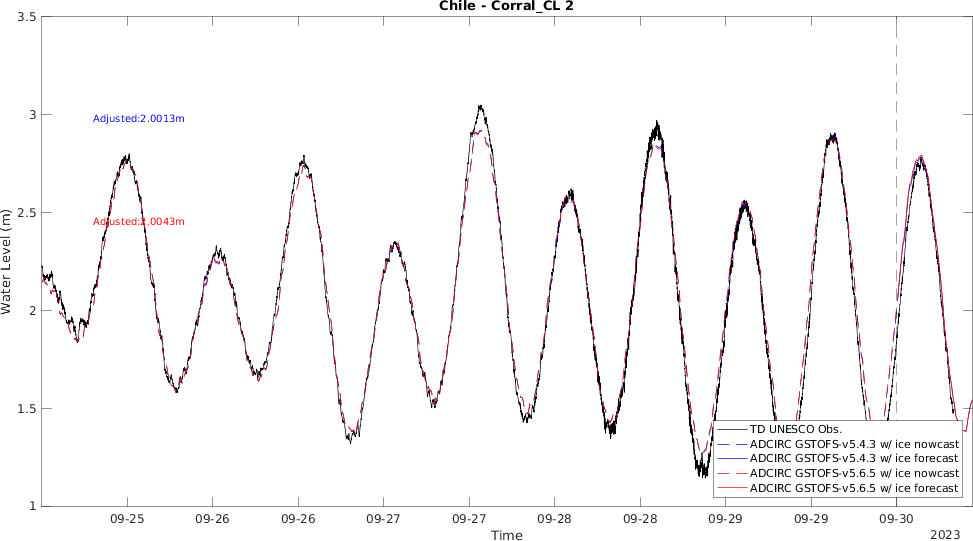 Chile - Corral_CL 2
3.5
3
2.5
2
1.5
1
Water Level (m)
Adjusted:2.0013m
Adjusted:2.0043m
TD UNESCO Obs.
ADCIRC GSTOFS-v5.4.3 w/ ice nowcast
ADCIRC GSTOFS-v5.4.3 w/ ice forecast
ADCIRC GSTOFS-v5.6.5 w/ ice nowcast
ADCIRC GSTOFS-v5.6.5 w/ ice forecast
09-25 09-26 09-26 09-27 09-27 09-28 09-28 09-29 09-29 09-30
Time
2023